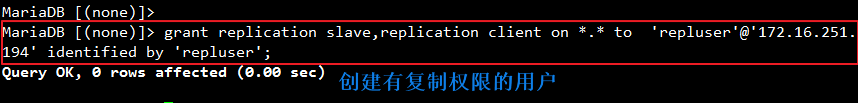 MariaDB [(none)]>
MariaDB [(none)]> grant replication slave,replication client on *.* to  'repluser'@'172.16.251.
194' identified by 'repluser';
Query OK, 0 rows affected (0.00 sec)
创建有复制权限的用户